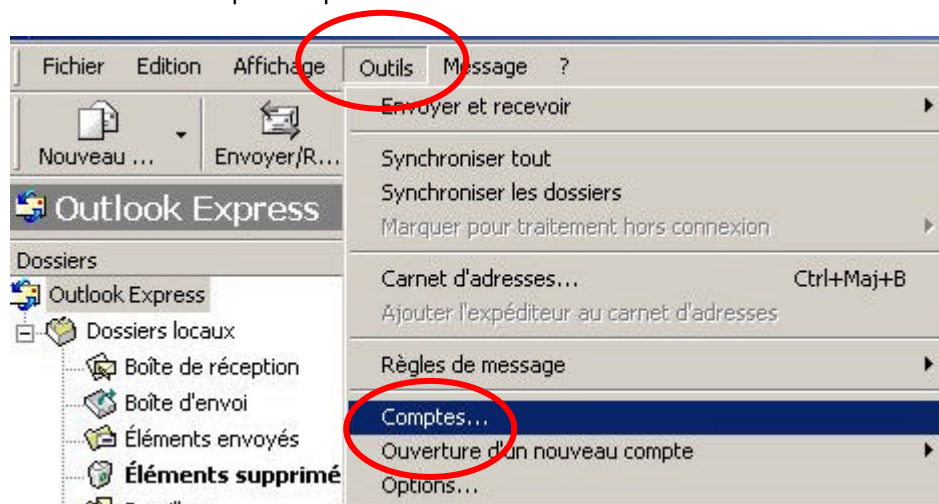 Fichier Edition Affichage Outils Message ?
Nouveau ... Envoyer/R...
Outlook Express
Dossiers
Outlook Express
Dossiers locaux
Boîte de réception
Boîte d'envoi
Éléments envoyés
Éléments supprimé
Envoyer et recevoir
Synchroniser tout
Synchroniser les dossiers
Marquer pour traitement hors connexion
Carnet d'adresses... Ctrl+Maj+B
Ajouter l'expéditeur au carnet d'adresses
Règles de message
Comptes...
Ouverture d'un nouveau compte
Options...